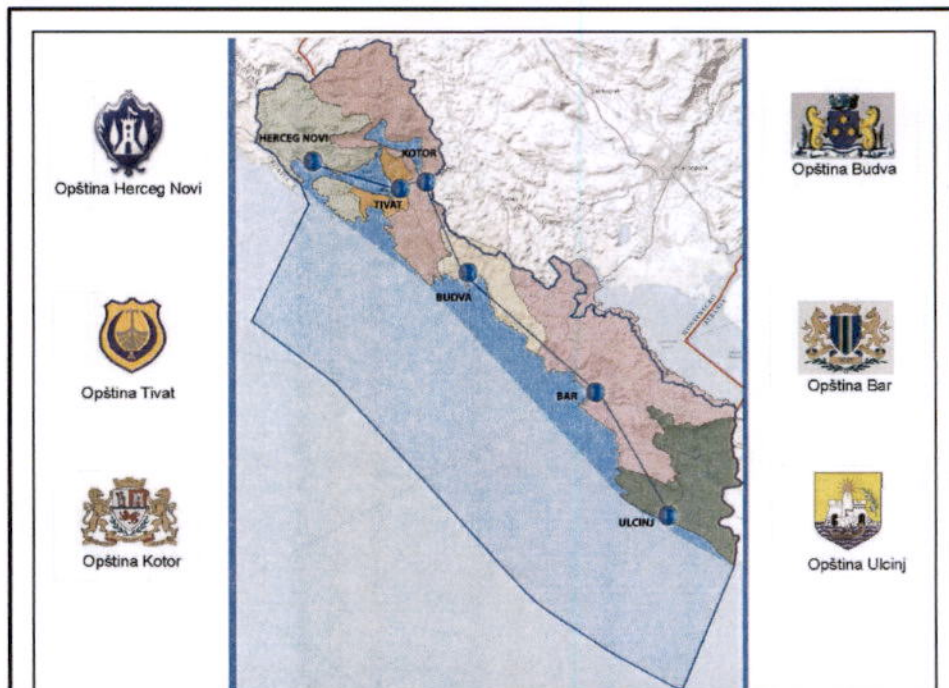 Opština Herceg Novi
Opština Tivat
Opština Kotor
HERCEG NOVI
KOTOR
TIVAT
BUDVA
BAR
ULCINJ
Opština Budva
Opština Bar
Opština Ulcinj